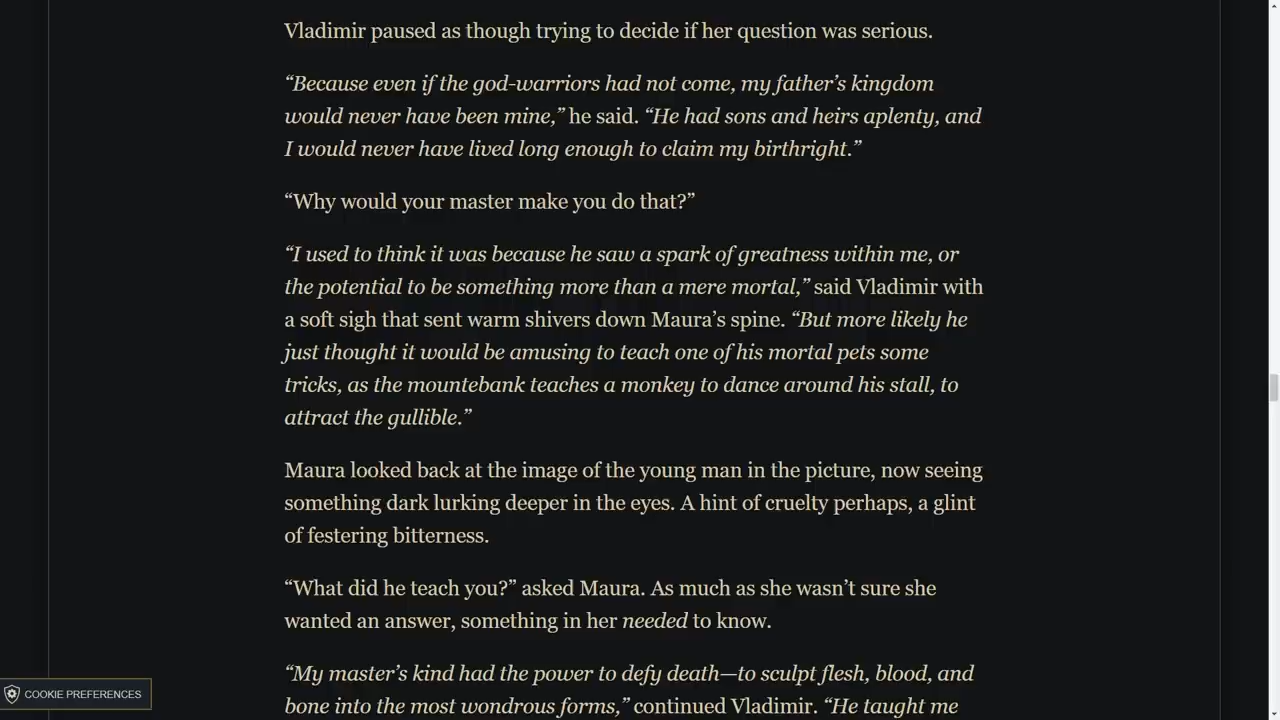 Vladimir paused as though trying to decide if her question was serious.
“Because even if the god-warriors had not come, my father’s kingdom
would never have been mine,” he said. “He had sons and heirs aplenty, and
I would never have lived long enough to claim my birthright.”
“Why would your master make you do that?”
“I used to think it was because he saw a spark of greatness within me, or
the potential to be something more than a mere mortal,” said Vladimir with
a soft sigh that sent warm shivers down Maura’s spine. “But more likely he
just thought it would be amusing to teach one of his mortal pets some
tricks, as the mountebank teaches a monkey to dance around his stall, to
attract the gullible.”
Maura looked back at the image of the young man in the picture, now seeing
something dark lurking deeper in the eyes. A hint of cruelty perhaps, a glint
of festering bitterness.
“What did he teach you?” asked Maura. As much as she wasn’t sure she
wanted an answer, something in her needed to know.
“My master’s kind had the power to defy death—to sculpt flesh, blood, and
bone into the most wondrous forms,” continued Vladimir. “He taught me
COOKIE PREFERENCES